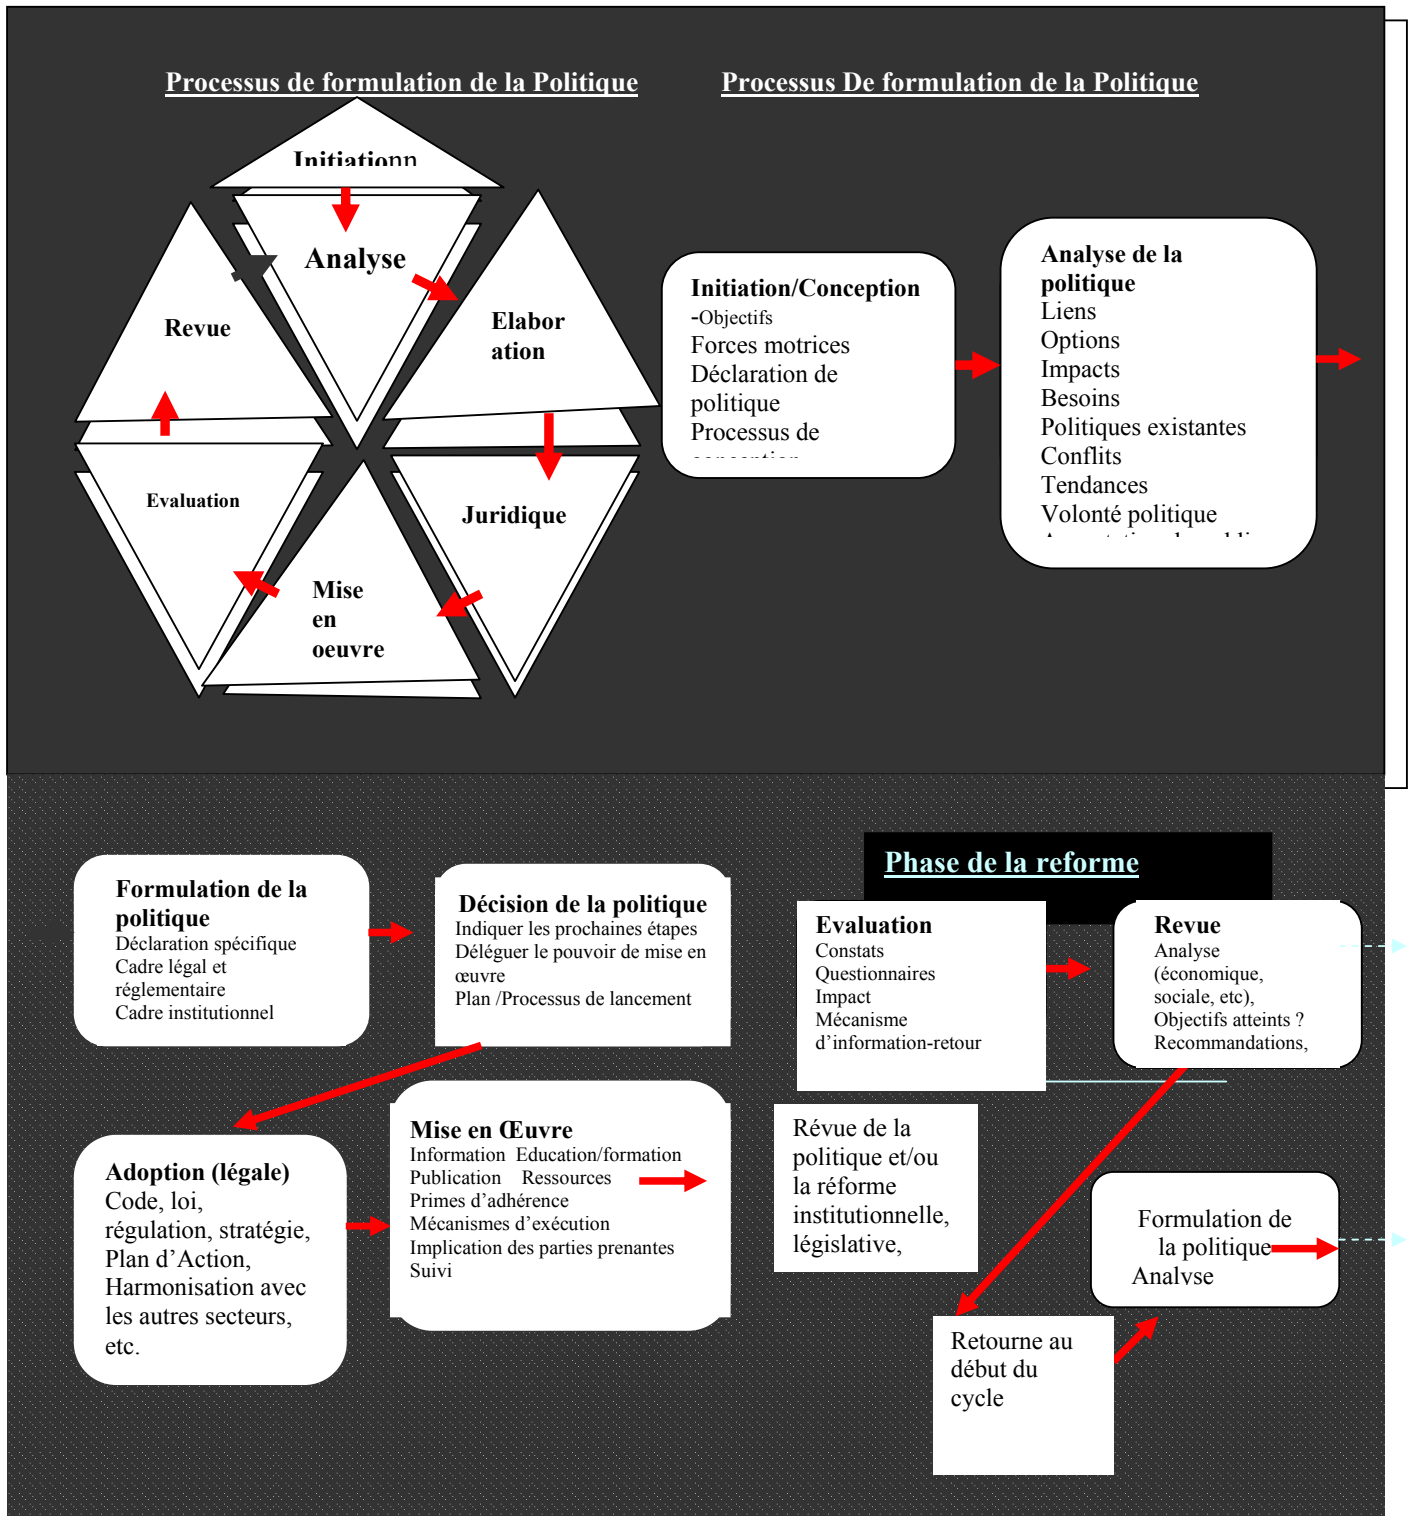 Processus de formulation de la Politique
Processus De formulation de la Politique
Initiationn
Analyse
Revue
Elabor
ation
Evaluation
Juridique
Mise
en
oeuvre
Initiation/Conception
-Objectifs
Forces motrices
Déclaration de
politique
Processus de
conception
Analyse de la
politique
Liens
Options
Impacts
Besoins
Politiques existantes
Conflits
Tendances
Volonté politique
Formulation de la
politique
Déclaration spécifique
Cadre légal et
réglementaire
Cadre institutionnel
Décision de la politique
Indiquer les prochaines étapes
Déléguer le pouvoir de mise en
œuvre
Plan /Processus de lancement
Adoption (légale)
Code, loi,
régulation, stratégie,
Plan d’Action,
Harmonisation avec
les autres secteurs,
etc.
Mise en Œuvre
Information Education/formation
Publication Ressources
Primes d’adhérence
Mécanismes d’exécution
Implication des parties prenantes
Suivi
Phase de la reforme
Evaluation
Constats
Questionnaires
Impact
Mécanisme
d’information-retour
Revue
Analyse
(économique,
sociale, etc),
Objectifs atteints ?
Recommandations,
Révue de la
politique et/ou
la réforme
institutionnelle,
législative,
Formulation de
la politique
Analyse
Retourne au
début du
cycle